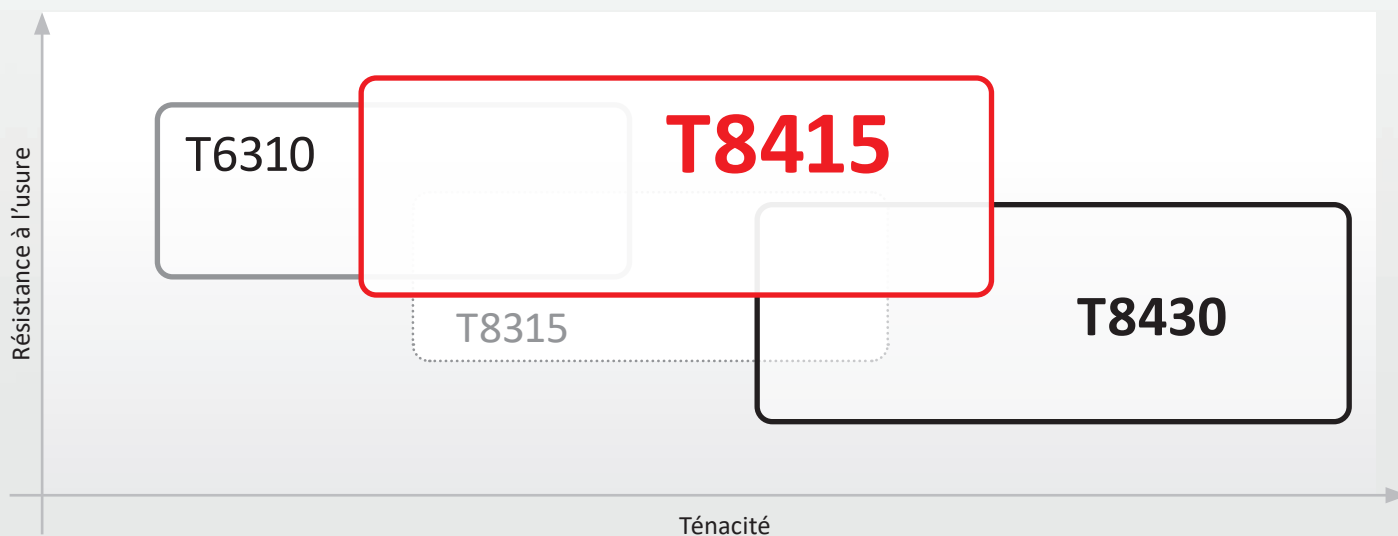 Résistance à l’usure
T6310
T8415
T8315
T8430
Ténacité